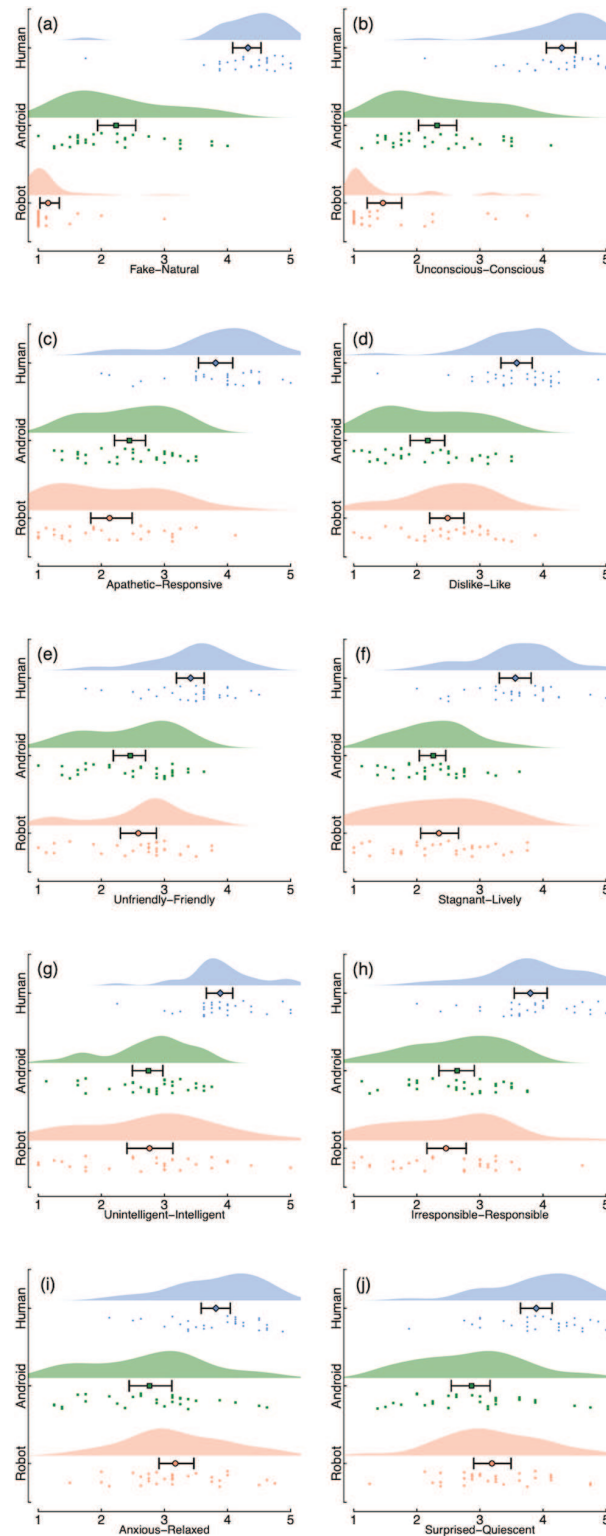 (a)
Human
Android
Robot
1 2 3 4 5
Fake-Natural
(b)
Human
Android
Robot
1 2 3 4 5
Unconscious-Conscious
(c)
Human
Android
Robot
1 2 3 4 5
Apathetic-Responsive
(d)
Human
Android
Robot
1 2 3 4 5
Dislike-Like
(e)
Human
Android
Robot
1 2 3 4 5
Unfriendly-Friendly
(f)
Human
Android
Robot
1 2 3 4 5
Stagnant-Lively
(g)
Human
Android
Robot
1 2 3 4 5
Unintelligent-Intelligent
(h)
Human
Android
Robot
1 2 3 4 5
Irresponsible-Responsible
(i)
Human
Android
Robot
1 2 3 4 5
Anxious-Relaxed
(j)
Human
Android
Robot
1 2 3 4 5
Surprised-Quiescent